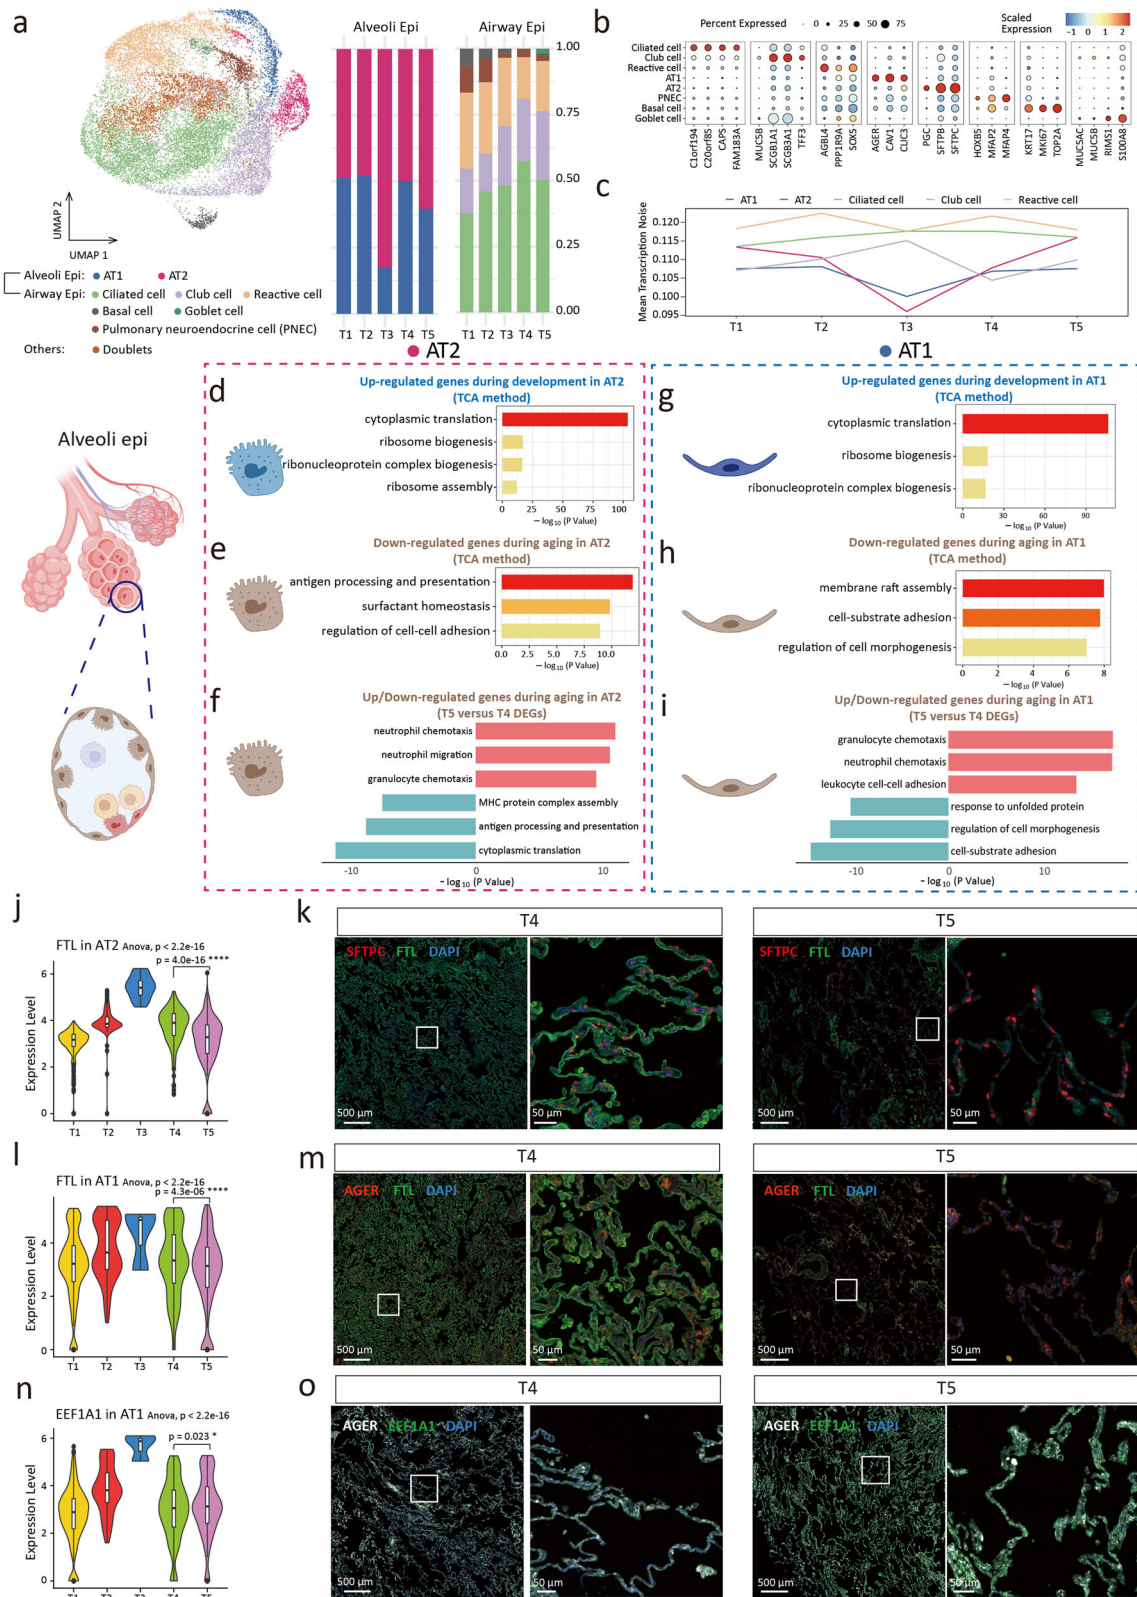 a
Alveoli Epi
Airway Epi
1.00
0.75
0.50
0.25
0.00
T1 T2 T3 T4 T5
T1 T2 T3 T4 T5
UMAP 2
UMAP 1
Alveoli Epi: AT1 AT2
Airway Epi: Ciliated cell Club cell Reactive cell
Basal cell Goblet cell
Pulmonary neuroendocrine cell (PNEC)
Others: Doublets
b
Percent Expressed 0 25 50 75
Scaled Expression
-1 0 1 2
Ciliated cell
Club cell
Reactive cell
AT1
AT2
PNEC
Basal cell
Goblet cell
C1orf194
C20orf85
CAPS
FAM183A
MUC5B
SCGB1A1
SCGB3A1
TFF3
AGBL4
PPP1R9A
SOX5
AGER
CAV1
CLIC3
PGC
SFTPB
SFTPC
HOXB5
MFAP2
MFAP4
KRT17
MKI67
TOP2A
MUC5AC
MUC5B
RIMS1
S100A8
c
AT1 AT2 Ciliated cell Club cell Reactive cell
Mean Transcription Noise
0.120
0.115
0.110
0.105
0.100
0.095
T1 T2 T3 T4 T5
AT2
AT1
Alveoli epi
d
Up-regulated genes during development in AT2
(TCA method)
cytoplasmic translation
ribosome biogenesis
ribonucleoprotein complex biogenesis
ribosome assembly
0 25 50 75 100
– log10 (P Value)
e
Down-regulated genes during aging in AT2
(TCA method)
antigen processing and presentation
surfactant homeostasis
regulation of cell-cell adhesion
0.0 2.5 5.0 7.5 10.0
– log10 (P Value)
f
Up/Down-regulated genes during aging in AT2
(T5 versus T4 DEGs)
neutrophil chemotaxis
neutrophil migration
granulocyte chemotaxis
MHC protein complex assembly
antigen processing and presentation
cytoplasmic translation
-10 0 10
– log10 (P Value)
g
Up-regulated genes during development in AT1
(TCA method)
cytoplasmic translation
ribosome biogenesis
ribonucleoprotein complex biogenesis
0 30 60 90
– log10 (P Value)
h
Down-regulated genes during aging in AT1
(TCA method)
membrane raft assembly
cell-substrate adhesion
regulation of cell morphogenesis
0 2 4 6 8
– log10 (P Value)
i
Up/Down-regulated genes during aging in AT1
(T5 versus T4 DEGs)
granulocyte chemotaxis
neutrophil chemotaxis
leukocyte cell-cell adhesion
response to unfolded protein
regulation of cell morphogenesis
cell-substrate adhesion
-10 0 10
– log10 (P Value)
j
FTL in AT2 Anova, p < 2.2e-16
p = 4.0e-16 ****
Expression Level
6
4
2
0
T1 T2 T3 T4 T5
k
T4
T5
SFTPC FTL DAPI
500 μm
50 μm
SFTPC FTL DAPI
500 μm
50 μm
l
FTL in AT1 Anova, p < 2.2e-16
p = 4.3e-06 ****
Expression Level
4
2
0
T1 T2 T3 T4 T5
m
T4
T5
AGER FTL DAPI
500 μm
50 μm
AGER FTL DAPI
500 μm
50 μm
n
EEF1A1 in AT1 Anova, p < 2.2e-16
p = 0.023 *
Expression Level
6
4
2
0
T1 T2 T3 T4 T5
o
T4
T5
AGER EEF1A1 DAPI
500 μm
50 μm
AGER EEF1A1 DAPI
500 μm
50 μm